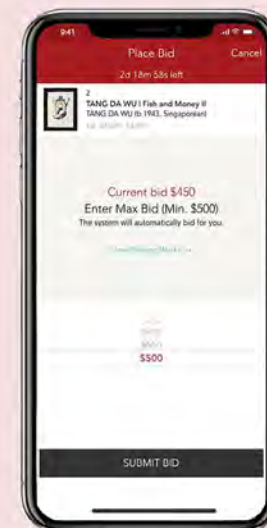 9:41
Place Bid
Cancel
2d 18m 58s left
2
TANG DA WU | Fish and Money II
TANG DA WU (b.1943, Singaporean)
Current bid $450
Enter Max Bid (Min. $500)
The system will automatically bid for you.
$500
SUBMIT BID